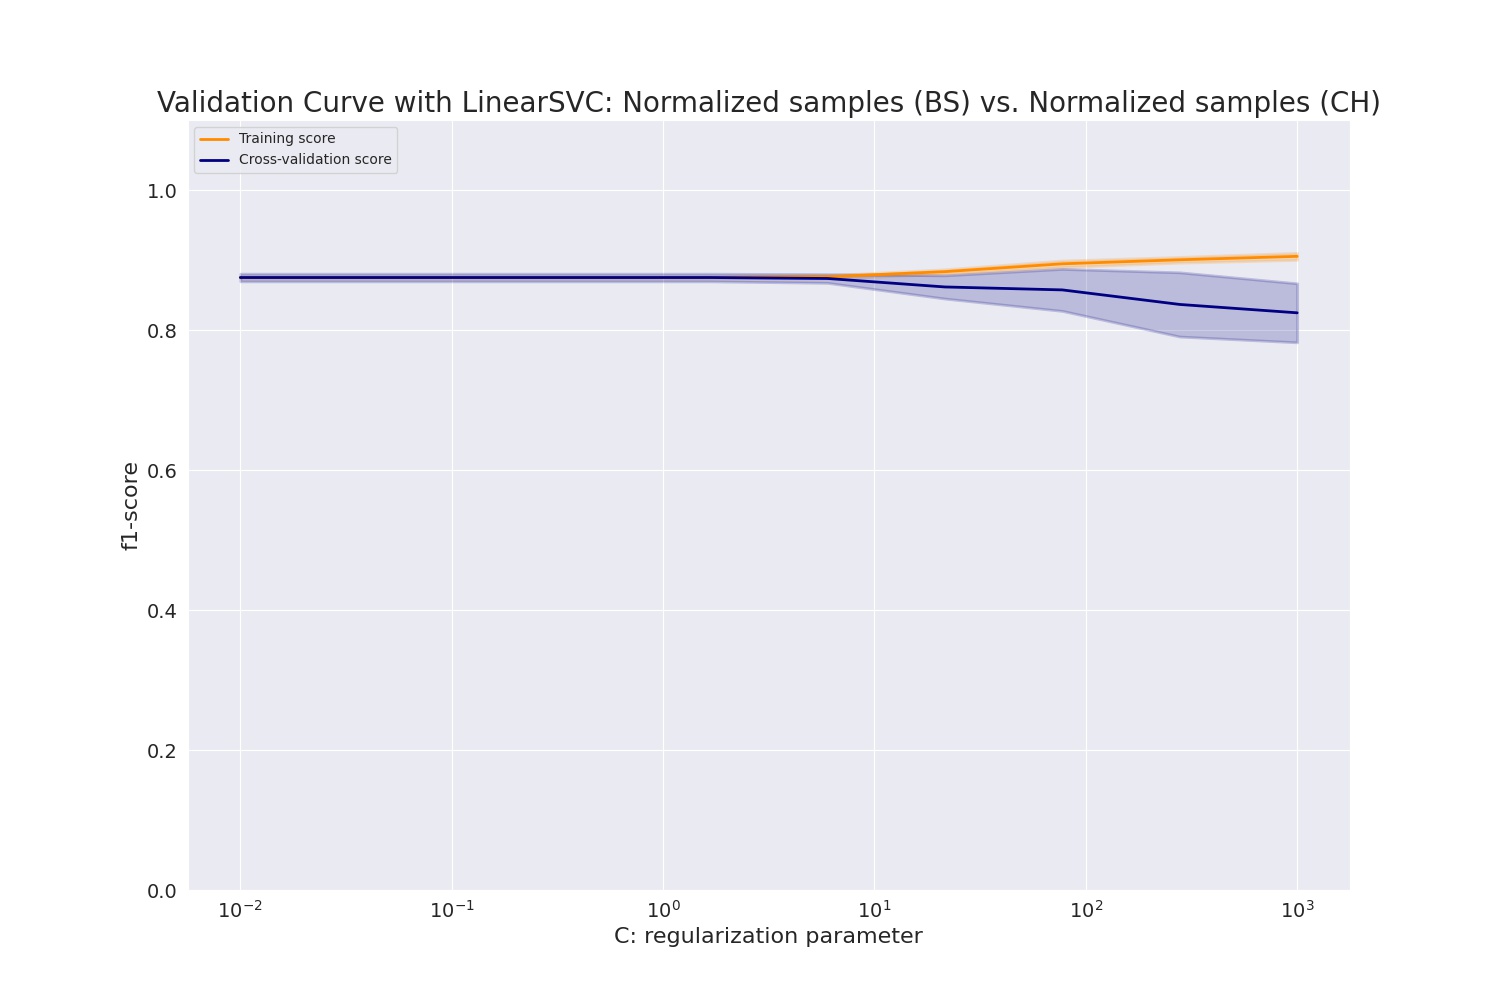 Validation Curve with LinearSVC: Normalized samples (BS) vs. Normalized samples (CH)
Training score
Cross-validation score
1.0
0.8
0.6
0.4
0.2
0.0
f1-score
10⁻² 10⁻¹ 10⁰ 10¹ 10² 10³
C: regularization parameter